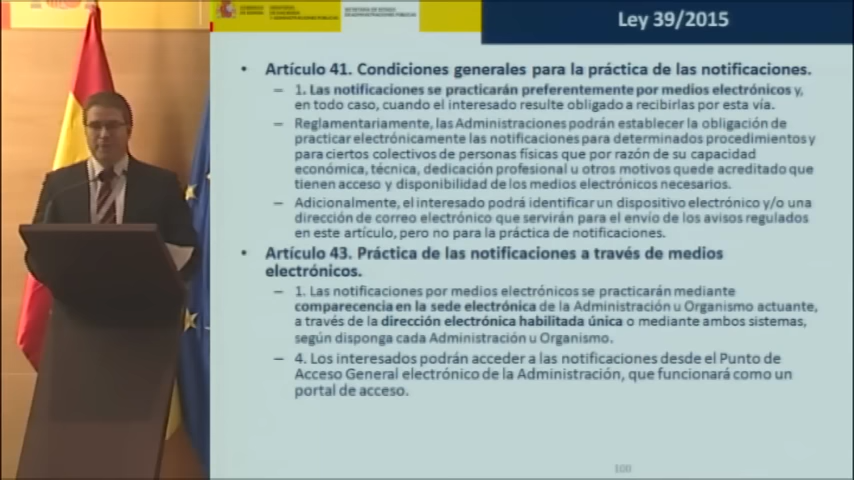 GOBIERNO
DE ESPAÑA
MINISTERIO
DE HACIENDA
Y ADMINISTRACIONES PÚBLICAS
SECRETARÍA DE ESTADO
DE ADMINISTRACIONES PÚBLICAS
Ley 39/2015
• Artículo 41. Condiciones generales para la práctica de las notificaciones.
– 1. Las notificaciones se practicarán preferentemente por medios electrónicos y,
en todo caso, cuando el interesado resulte obligado a recibirlas por esta vía.
– Reglamentariamente, las Administraciones podrán establecer la obligación de
practicar electrónicamente las notificaciones para determinados procedimientos y
para ciertos colectivos de personas físicas que por razón de su capacidad
económica, técnica, dedicación profesional u otros motivos quede acreditado que
tienen acceso y disponibilidad de los medios electrónicos necesarios.
– Adicionalmente, el interesado podrá identificar un dispositivo electrónico y/o una
dirección de correo electrónico que servirán para el envío de los avisos regulados
en este artículo, pero no para la práctica de notificaciones.
• Artículo 43. Práctica de las notificaciones a través de medios
electrónicos.
– 1. Las notificaciones por medios electrónicos se practicarán mediante
comparecencia en la sede electrónica de la Administración u Organismo actuante,
a través de la dirección electrónica habilitada única o mediante ambos sistemas,
según disponga cada Administración u Organismo.
– 4. Los interesados podrán acceder a las notificaciones desde el Punto de
Acceso General electrónico de la Administración, que funcionará como un
portal de acceso.
100